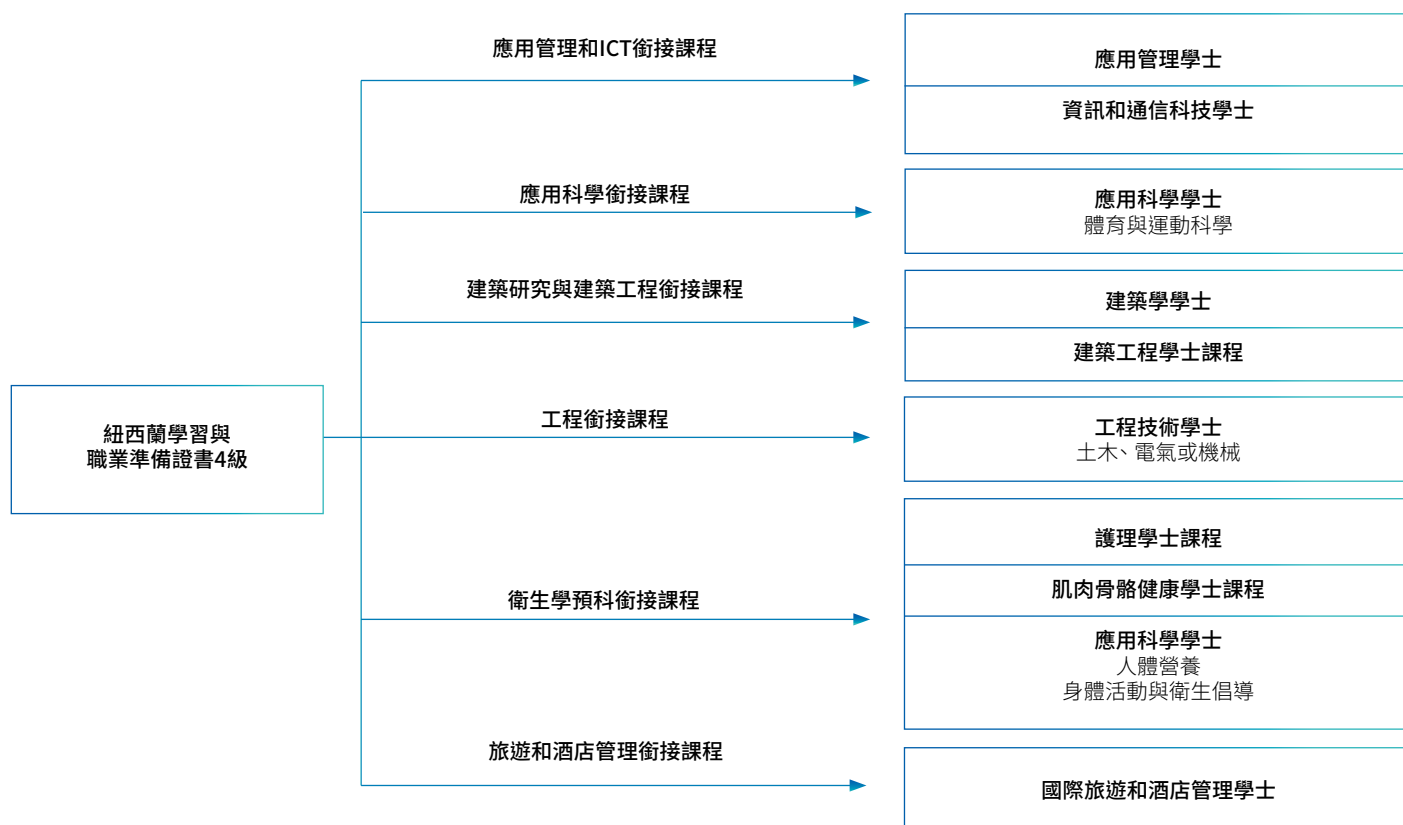 應用管理和ICT銜接課程
應用管理學士
資訊和通信科技學士
應用科學銜接課程
應用科學學士
體育與運動科學
建築研究與建築工程銜接課程
建築學學士
建築工程學士課程
紐西蘭學習與
職業準備證書4級
工程銜接課程
工程技術學士
土木、電氣或機械
護理學士課程
衛生學預科銜接課程
肌肉骨骼健康學士課程
應用科學學士
人體營養
身體活動與衛生倡導
旅遊和酒店管理銜接課程
國際旅遊和酒店管理學士